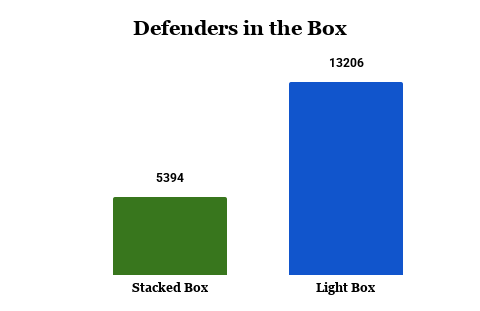 Defenders in the Box
13206
5394
Stacked Box
Light Box